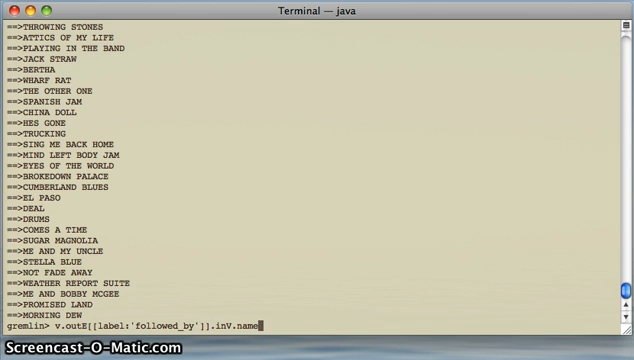 Terminal — java
==>THROWING STONES
==>ATTICS OF MY LIFE
==>PLAYING IN THE BAND
==>JACK STRAW
==>BERTHA
==>WHARF RAT
==>THE OTHER ONE
==>SPANISH JAM
==>CHINA DOLL
==>HES GONE
==>TRUCKING
==>SING ME BACK HOME
==>MIND LEFT BODY JAM
==>EYES OF THE WORLD
==>BROKEDOWN PALACE
==>CUMBERLAND BLUES
==>EL PASO
==>DEAL
==>DRUMS
==>COMES A TIME
==>SUGAR MAGNOLIA
==>ME AND MY UNCLE
==>STELLA BLUE
==>NOT FADE AWAY
==>WEATHER REPORT SUITE
==>ME AND BOBBY MCGEE
==>PROMISED LAND
==>MORNING DEW
gremlin> v.outE[[label:'followed_by']].inV.name
Screencast-O-Matic.com